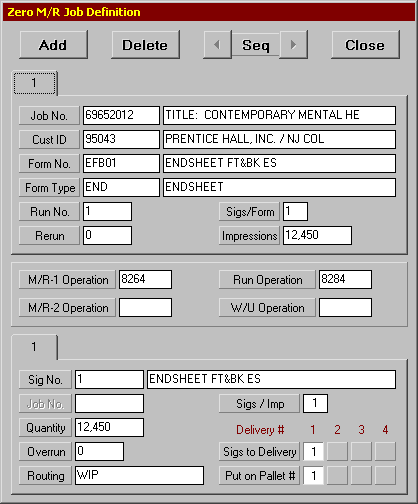 Zero M/R Job Definition
Add Delete Seq Close
1
Job No. 69652012 TITLE: CONTEMPORARY MENTAL HE
Cust ID 95043 PRENTICE HALL, INC. / NJ COL
Form No. EFB01 ENDSHEET FT&BK ES
Form Type END ENDSHEET
Run No. 1 Sigs/Form 1
Rerun 0 Impressions 12,450
M/R-1 Operation 8264 Run Operation 8284
M/R-2 Operation W/U Operation
1
Sig No. 1 ENDSHEET FT&BK ES
Job No. Sigs / Imp 1
Quantity 12,450 Delivery # 1 2 3 4
Overrun 0 Sigs to Delivery 1
Routing WIP Put on Pallet # 1